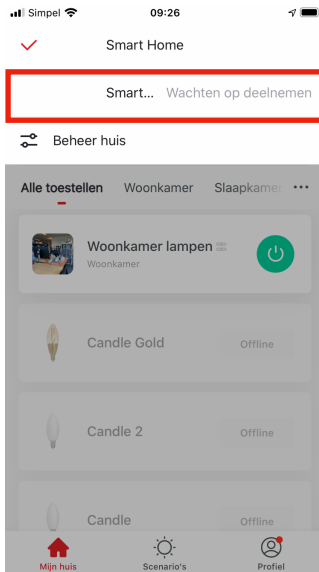 Simpel 09:26
Smart Home
Smart... Wachten op deelnemen
Beheer huis
Alle toestellen Woonkamer Slaapkame
Woonkamer lampen
Woonkamer
Candle Gold Offline
Candle 2 Offline
Candle Offline
Mijn huis Scenario's Profiel